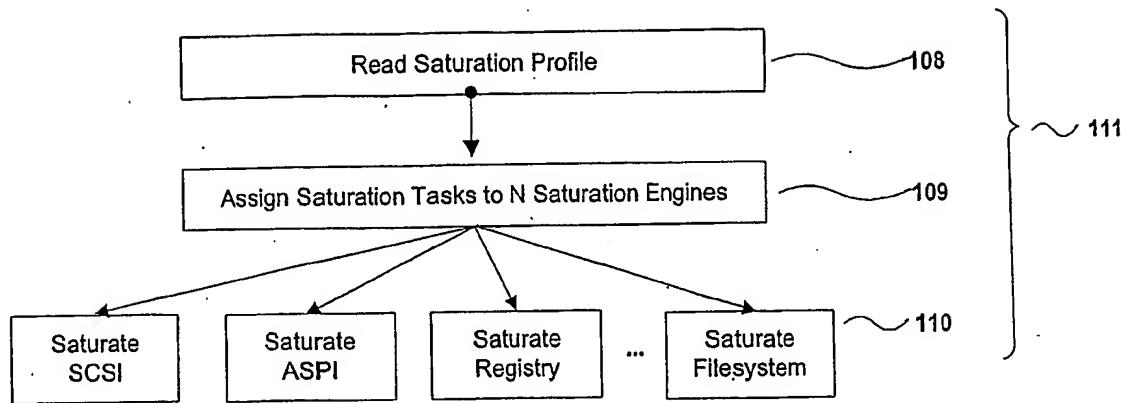 Read Saturation Profile
108
111
Assign Saturation Tasks to N Saturation Engines
109
Saturate
SCSI
Saturate
ASPI
Saturate
Registry
...
Saturate
Filesystem
110